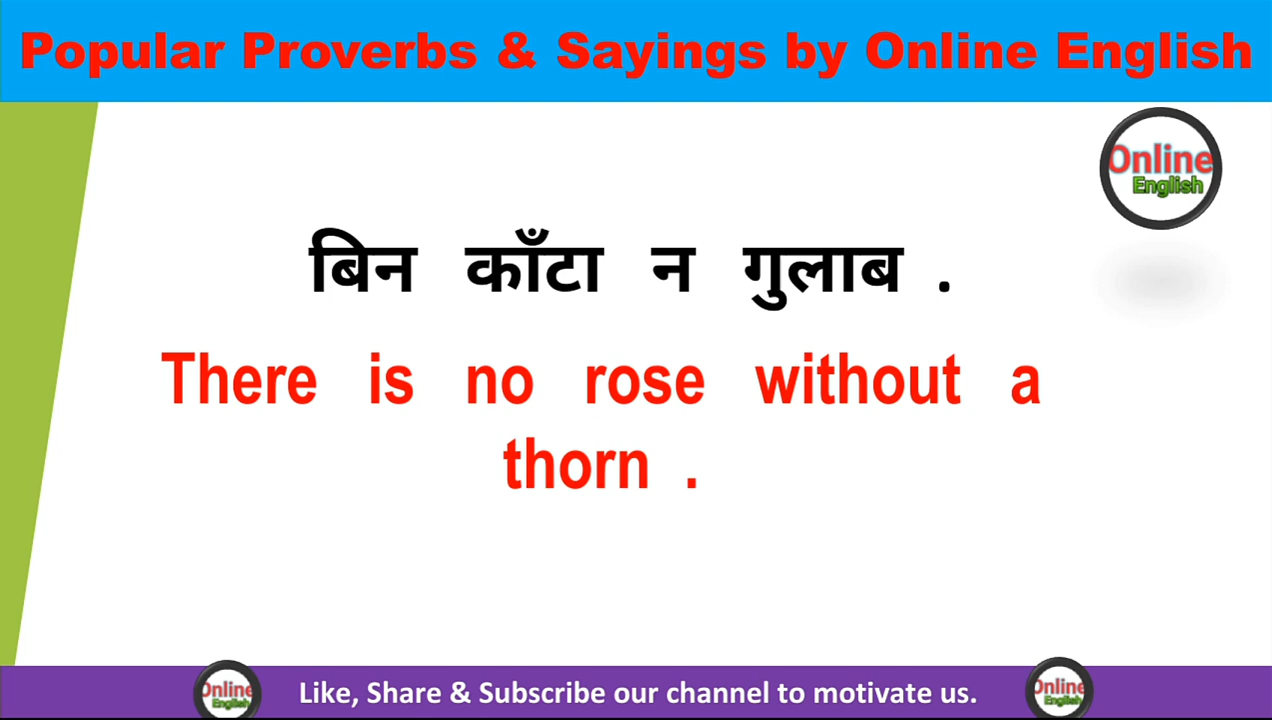 Popular Proverbs & Sayings by Online English
Online
English
बिन काँटा न गुलाब .
There is no rose without a
thorn .
Online
English
Like, Share & Subscribe our channel to motivate us.
Online
English